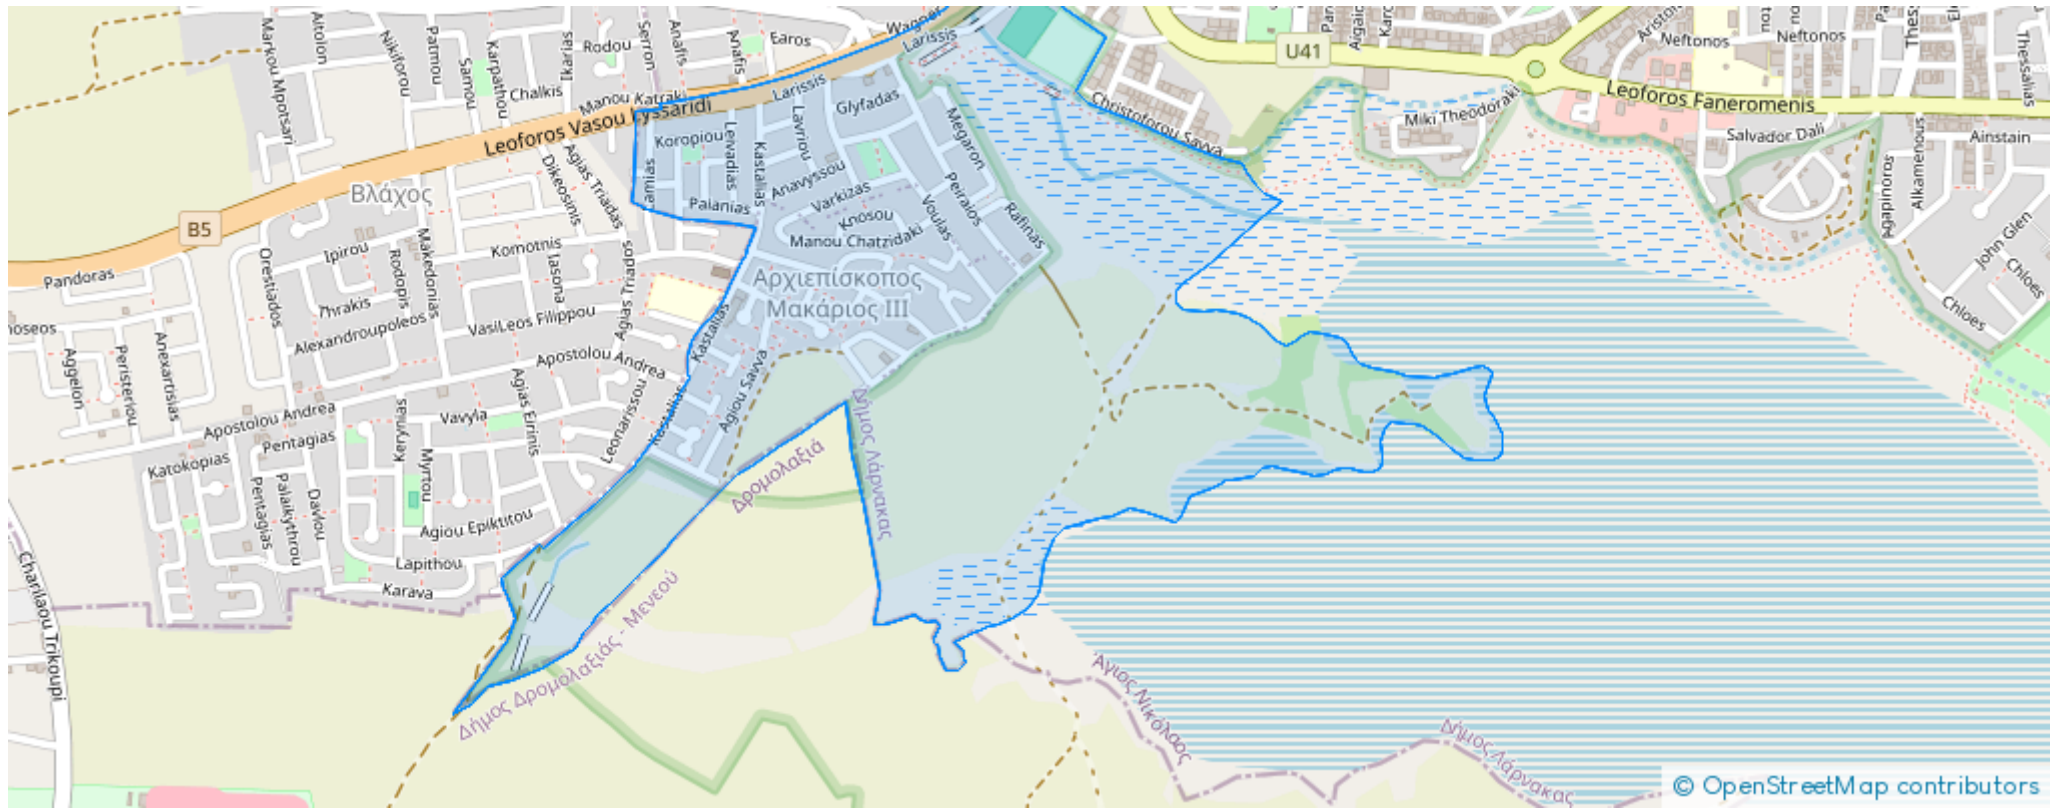 Markou Mpotsari
Aitolon
Nikiforou
Patmou
Samou
Karpathou
Chalkis
Ikarias
Rodou
Serron
Anafis
Anafis
Earos
Wagner
Larissis
Larissis
Manou Katraki
Leoforos Vasou Lyssaridi
Glyfadas
Megaron
Lavriou
Koropiou
Levadias
Kastalias
Anavyssou
Varkizas
Palanias
Knosou
Voulas
Peiraios
Rafinas
Manou Chatzidaki
Αρχιεπίσκοπος
Μακάριος III
Βλάχος
B5
Dikeosinis
Agias Triadas
Agias Triados
Komotnis
Iasona
Ipirou
Rodopis
Makedonias
Orestiados
Pandoras
Thrakis
Alexandroupoleos
VasiLeos Filippou
Apostolou Andrea
Apostolou Andrea
Kastalias
Kastalias
Agiou Savva
Leonarissou
Agias Eirinis
Vavyla
Aggelon
Peristeriou
Anexartisias
Pentagias
Katokopias
Pentagias
Palaikythrou
Davlou
Kerynias
Myrtou
Agiou Epiktitou
Lapithou
Karava
Charilaou Trikoupi
Δρομολαξιά
Δήμος Λάρνακας
Δήμος Δρομολαξιάς - Μενεού
Άγιος Νικόλαος
Δήμος Λάρνακας
Christoforou Savva
U41
Leoforos Faneromenis
Miki Theodoraki
Neftonos
Neftonos
Salvador Dali
Ainstain
Thessalias
Agapinoros
Alkamenous
John Glen
Chloes
Chloes
© OpenStreetMap contributors